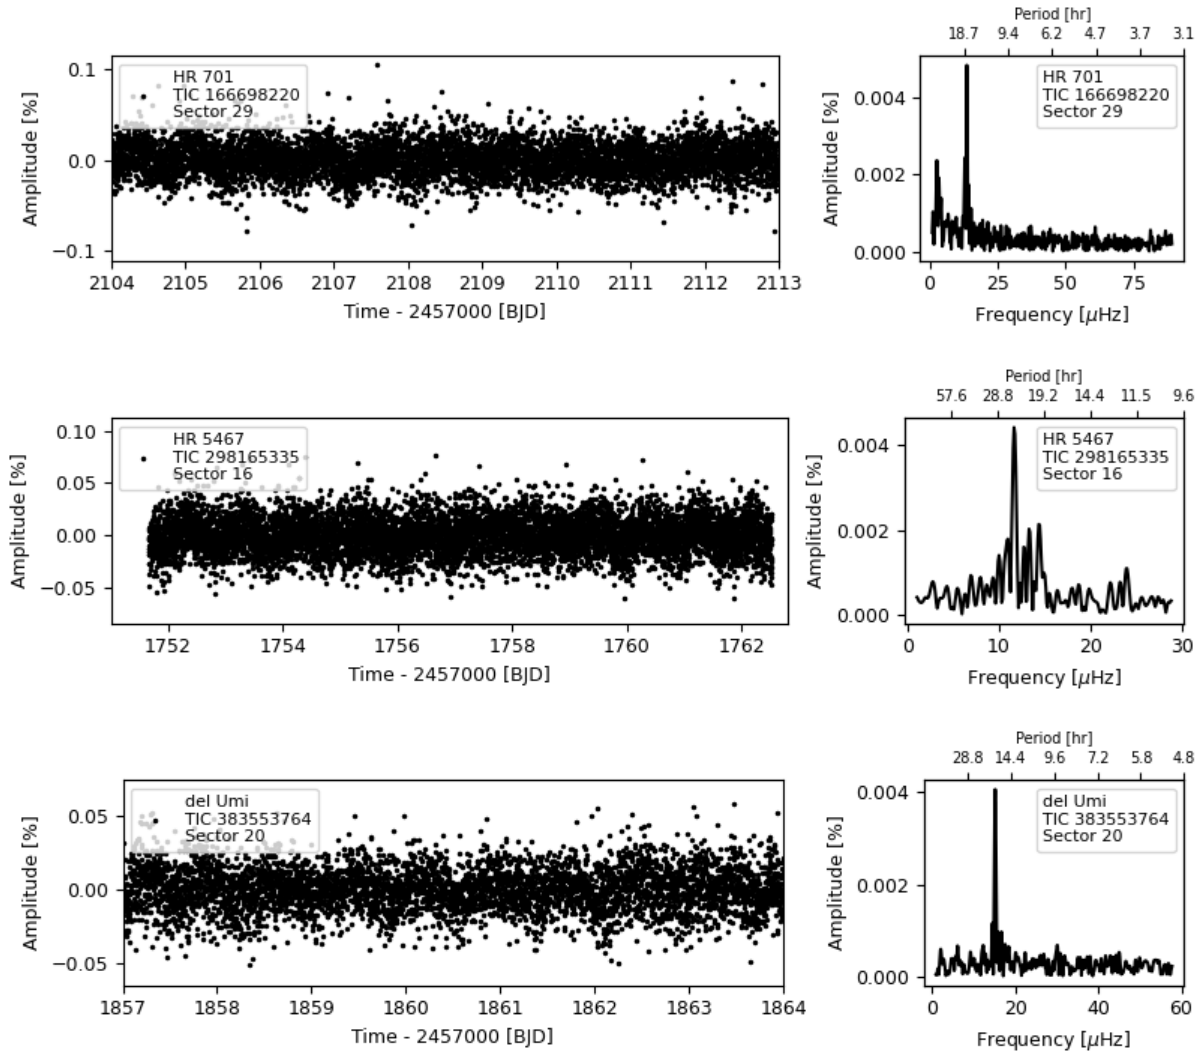 Period [hr]
18.7 9.4 6.2 4.7 3.7 3.1
Amplitude [%]
0.1
0.0
−0.1
HR 701
TIC 166698220
Sector 29
2104 2105 2106 2107 2108 2109 2110 2111 2112 2113
Time - 2457000 [BJD]
Amplitude [%]
0.004
0.002
0.000
HR 701
TIC 166698220
Sector 29
0 25 50 75
Frequency [μHz]
Period [hr]
57.6 28.8 19.2 14.4 11.5 9.6
Amplitude [%]
0.10
0.05
0.00
−0.05
HR 5467
TIC 298165335
Sector 16
1752 1754 1756 1758 1760 1762
Time - 2457000 [BJD]
Amplitude [%]
0.004
0.002
0.000
HR 5467
TIC 298165335
Sector 16
0 10 20 30
Frequency [μHz]
Period [hr]
28.8 14.4 9.6 7.2 5.8 4.8
Amplitude [%]
0.05
0.00
−0.05
del Umi
TIC 383553764
Sector 20
1857 1858 1859 1860 1861 1862 1863 1864
Time - 2457000 [BJD]
Amplitude [%]
0.004
0.002
0.000
del Umi
TIC 383553764
Sector 20
0 20 40 60
Frequency [μHz]